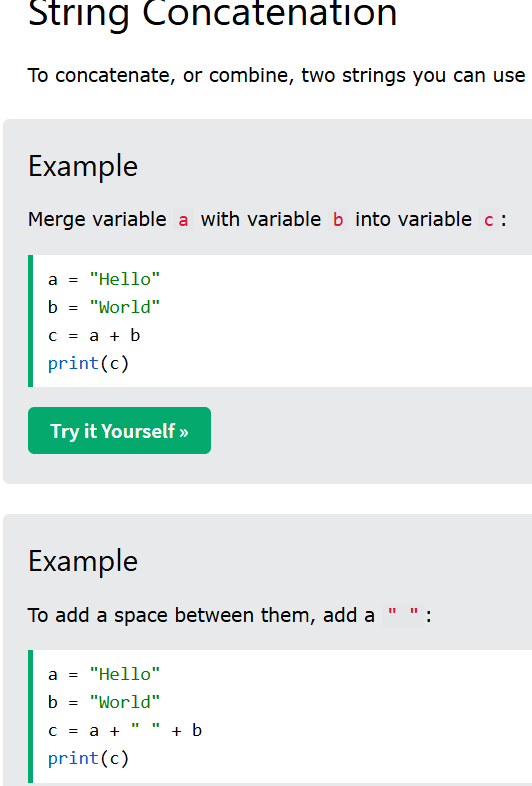 String Concatenation
To concatenate, or combine, two strings you can use
Example
Merge variable a with variable b into variable c :
a = "Hello"
b = "World"
c = a + b
print(c)
Try it Yourself »
Example
To add a space between them, add a " " :
a = "Hello"
b = "World"
c = a + " " + b
print(c)